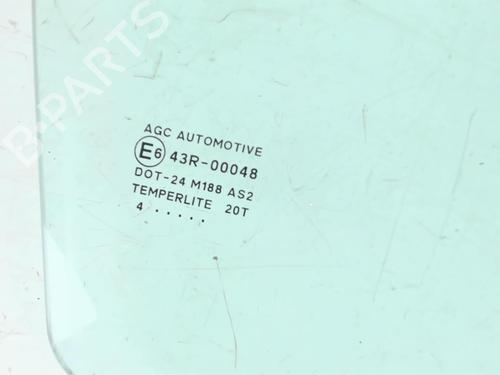 B-PARTS
AGC AUTOMOTIVE
E6 43R-00048
DOT-24 M188 AS2
TEMPERLITE 20T
4 .....